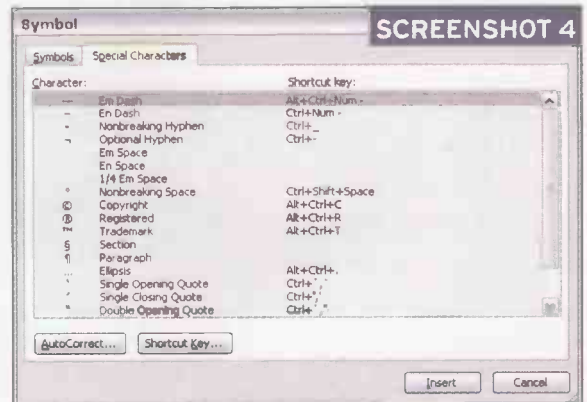 Symbol
SCREENSHOT 4
Symbols Special Characters
Character: Shortcut key:
— Em Dash Alt+Ctrl+Num -
– En Dash Ctrl+Num -
- Nonbreaking Hyphen Ctrl+_
¬ Optional Hyphen Ctrl+-
Em Space
En Space
1/4 Em Space
° Nonbreaking Space Ctrl+Shift+Space
© Copyright Alt+Ctrl+C
® Registered Alt+Ctrl+R
™ Trademark Alt+Ctrl+T
§ Section
¶ Paragraph
… Ellipsis Alt+Ctrl+.
‘ Single Opening Quote Ctrl+`,`
’ Single Closing Quote Ctrl+','
“ Double Opening Quote Ctrl+`,"
AutoCorrect... Shortcut Key...
Insert Cancel